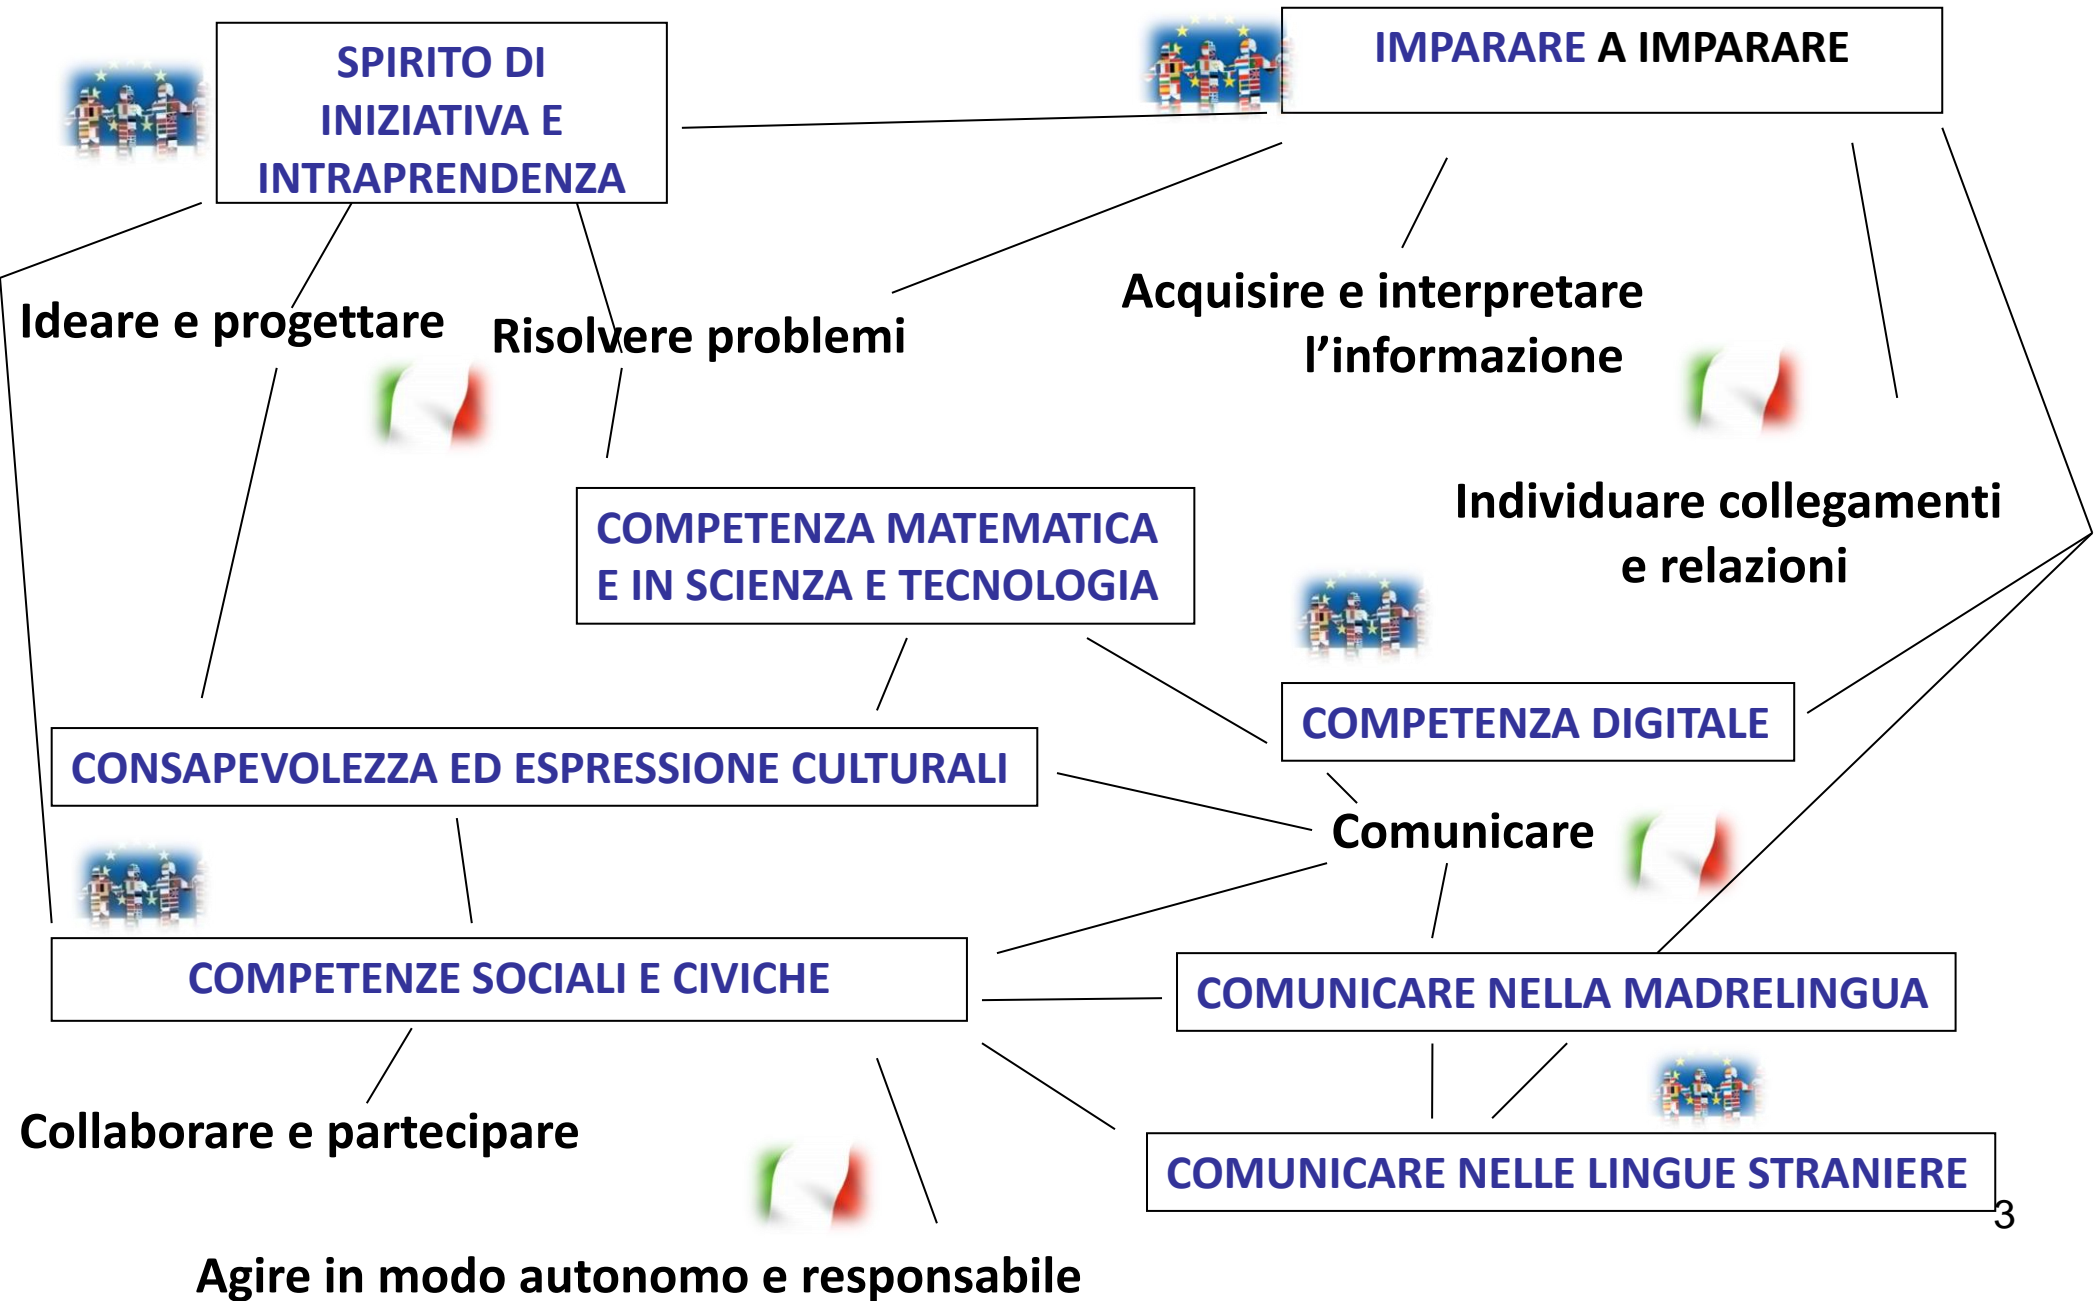 SPIRITO DI
INIZIATIVA E
INTRAPRENDENZA
IMPARARE A IMPARARE
Ideare e progettare
Risolvere problemi
Acquisire e interpretare
l’informazione
Individuare collegamenti
e relazioni
COMPETENZA MATEMATICA
E IN SCIENZA E TECNOLOGIA
COMPETENZA DIGITALE
CONSAPEVOLEZZA ED ESPRESSIONE CULTURALI
Comunicare
COMPETENZE SOCIALI E CIVICHE
COMUNICARE NELLA MADRELINGUA
Collaborare e partecipare
COMUNICARE NELLE LINGUE STRANIERE
3
Agire in modo autonomo e responsabile